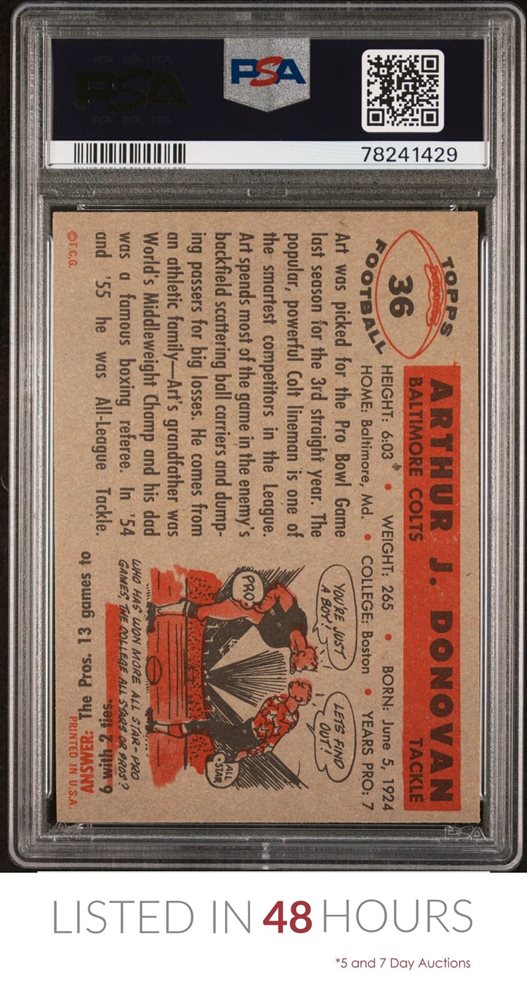 PSA
78241429
TOPPS
36
FOOTBALL
ARTHUR J. DONOVAN
BALTIMORE COLTS TACKLE
HEIGHT: 6:03 • WEIGHT: 265 • BORN: June 5, 1924
HOME: Baltimore, Md. • COLLEGE: Boston • YEARS PRO: 7
Art was picked for the Pro Bowl Game
last season for the 3rd straight year. The
popular, powerful Colt lineman is one of
the smartest competitors in the League.
Art spends most of the game in the enemy's
backfield scattering ball carriers and dump-
ing passers for big losses. He comes from
an athletic family—Art's grandfather was
World's Middleweight Champ and his dad
was a famous boxing referee. In '54
and '55 he was All-League Tackle.
©T.C.G.
YOU'RE JUST
A BOY!
LETS FIND
OUT!
PRO
ALL
STAR
WHO HAS WON MORE ALL STAR-PRO
GAMES, THE COLLEGE ALL STARS OR PROS?
ANSWER: The Pros. 13 games to
6 with 2 ties.
PRINTED IN U.S.A.
PSA
LISTED IN 48 HOURS
*5 and 7 Day Auctions